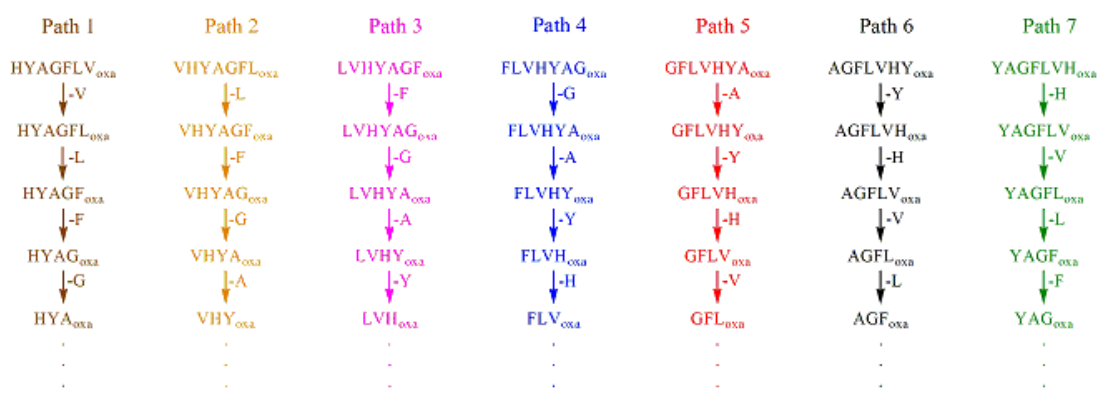 Path 1 Path 2 Path 3 Path 4 Path 5 Path 6 Path 7
HYAGFLVoxa VHYAGFLoxa LVHYAGFoxa FLVHYAGoxa GFLVHYAoxa AGFLVHYoxa YAGFLVHoxa
-V -L -F -G -A -Y -H
HYAGFLoxa VHYAGFoxa LVHYAGoxa FLVHYAoxa GFLVHYoxa AGFLVHoxa YAGFLVoxa
-L -F -G -A -Y -H -V
HYAGFoxa VHYAGoxa LVHYAoxa FLVHYoxa GFLVHoxa AGFLVoxa YAGFLoxa
-F -G -A -Y -H -V -L
HYAGoxa VHYAoxa LVHYoxa FLVHoxa GFLVoxa AGFLoxa YAGFoxa
-G -A -Y -H -V -L -F
HYAoxa VHYoxa LVHoxa FLVoxa GFLoxa AGFoxa YAGoxa
. . . . . . .
. . . . . . .
. . . . . . .